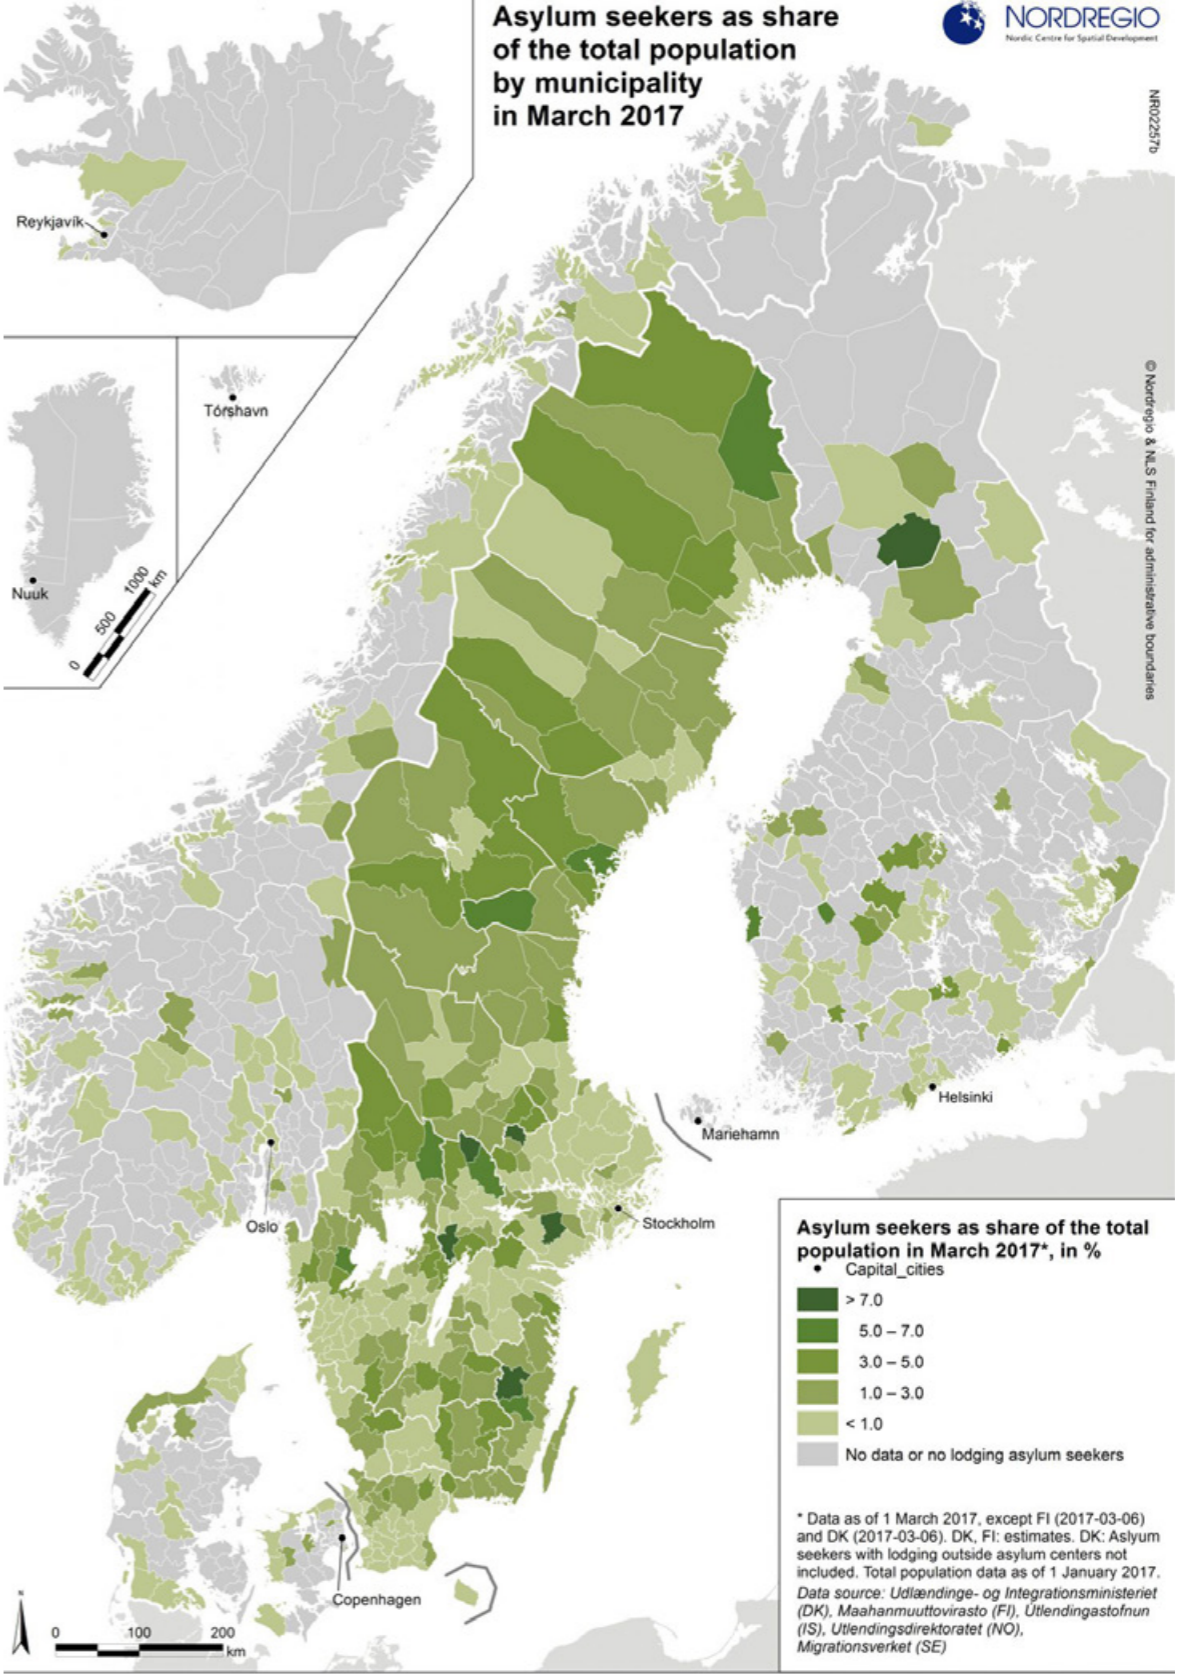 Asylum seekers as share
of the total population
by municipality
in March 2017
NORDREGIO
Nordic Centre for Spatial Development
NR02257b
© Nordregio & NLS Finland for administrative boundaries
Reykjavík
Tórshavn
Nuuk
0
500
1000
km
Helsinki
Mariehamn
Stockholm
Oslo
Copenhagen
N
0
100
200
km
Asylum seekers as share of the total
population in March 2017*, in %
Capital_cities
> 7.0
5.0 – 7.0
3.0 – 5.0
1.0 – 3.0
< 1.0
No data or no lodging asylum seekers
* Data as of 1 March 2017, except FI (2017-03-06)
and DK (2017-03-06). DK, FI: estimates. DK: Aslyum
seekers with lodging outside asylum centers not
included. Total population data as of 1 January 2017.
Data source: Udlændinge- og Integrationsministeriet
(DK), Maahanmuuttovirasto (FI), Útlendingastofnun
(IS), Utlendingsdirektoratet (NO),
Migrationsverket (SE)